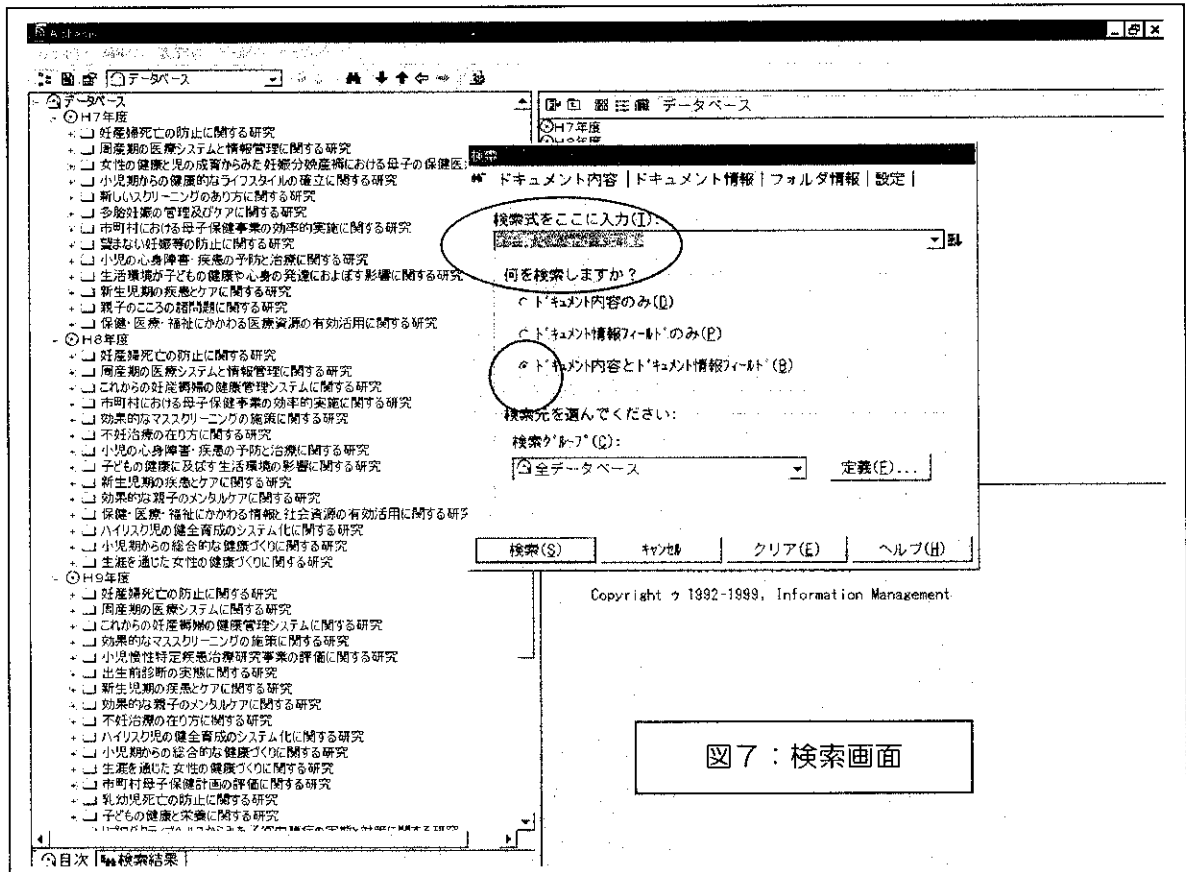 データベース
データベース
H7年度
妊産婦死亡の防止に関する研究
周産期の医療システムと情報管理に関する研究
女性の健康と児の成育からみた妊娠分娩産褥における母子の保健医
小児期からの健康的なライフスタイルの確立に関する研究
新しいスクリーニングのあり方に関する研究
多胎妊娠の管理及びケアに関する研究
市町村における母子保健事業の効率的実施に関する研究
望まない妊娠等の防止に関する研究
小児の心身障害・疾患の予防と治療に関する研究
生活環境が子どもの健康や心身の発達におよぼす影響に関する研究
新生児期の疾患とケアに関する研究
親子のこころの諸問題に関する研究
保健・医療・福祉にかかわる医療資源の有効活用に関する研究
H8年度
妊産婦死亡の防止に関する研究
周産期の医療システムと情報管理に関する研究
これからの妊産褥婦の健康管理システムに関する研究
市町村における母子保健事業の効率的実施に関する研究
効果的なマススクリーニングの施策に関する研究
不妊治療の在り方に関する研究
小児の心身障害・疾患の予防と治療に関する研究
子どもの健康に及ぼす生活環境の影響に関する研究
新生児期の疾患とケアに関する研究
効果的な親子のメンタルケアに関する研究
保健・医療・福祉にかかわる情報と社会資源の有効活用に関する研究
ハイリスク児の健全育成のシステム化に関する研究
小児期からの総合的な健康づくりに関する研究
生涯を通じた女性の健康づくりに関する研究
H9年度
妊産婦死亡の防止に関する研究
周産期の医療システムに関する研究
これからの妊産褥婦の健康管理システムに関する研究
効果的なマススクリーニングの施策に関する研究
小児慢性特定疾患治療研究事業の評価に関する研究
出生前診断の実態に関する研究
新生児期の疾患とケアに関する研究
効果的な親子のメンタルケアに関する研究
不妊治療の在り方に関する研究
ハイリスク児の健全育成のシステム化に関する研究
小児期からの総合的な健康づくりに関する研究
生涯を通じた女性の健康づくりに関する研究
市町村母子保健計画の評価に関する研究
乳幼児死亡の防止に関する研究
子どもの健康と栄養に関する研究
目次 検索結果
データベース
H7年度
H8年度
検索
ドキュメント内容 ドキュメント情報 フォルダ情報 設定
検索式をここに入力(T):
何を検索しますか？
ドキュメント内容のみ(D)
ドキュメント情報フィールドのみ(P)
ドキュメント内容とドキュメント情報フィールド(B)
検索元を選んでください:
検索グループ(C):
全データベース 定義(F)...
検索(S) キャンセル クリア(E) ヘルプ(H)
Copyright ｩ 1992-1999, Information Management
図７：検索画面